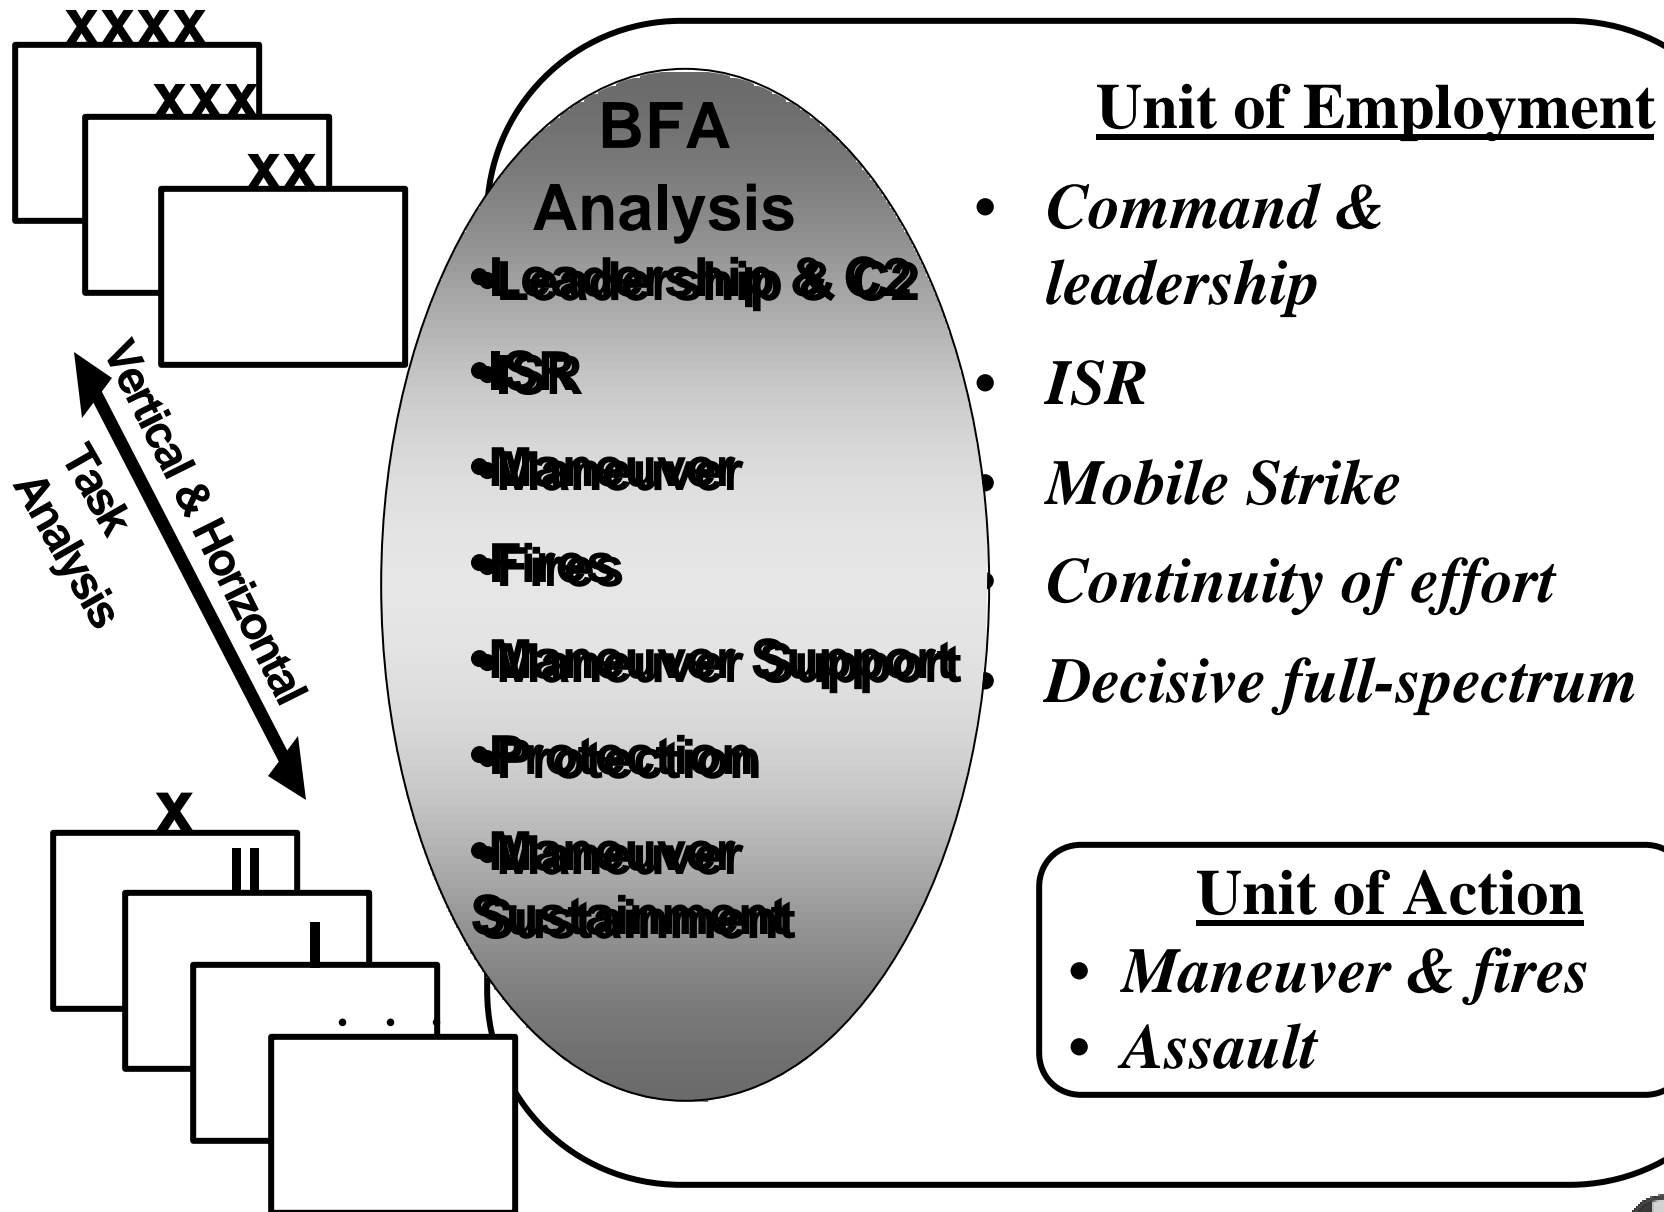 XXXX
XXX
XX
Vertical & Horizontal
Task
Analysis
X
II
I
. . .
BFA
Analysis
•Leadership & C2
•ISR
•Maneuver
•Fires
•Maneuver Support
•Protection
•Maneuver
Sustainment
Unit of Employment
• Command &
leadership
• ISR
• Mobile Strike
• Continuity of effort
• Decisive full-spectrum
Unit of Action
• Maneuver & fires
• Assault